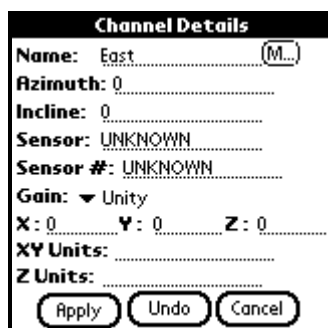 Channel Details
Name: East (M...)
Azimuth: 0
Incline: 0
Sensor: UNKNOWN
Sensor #: UNKNOWN
Gain: Unity
X: 0 Y: 0 Z: 0
XY Units:
Z Units:
Apply Undo Cancel